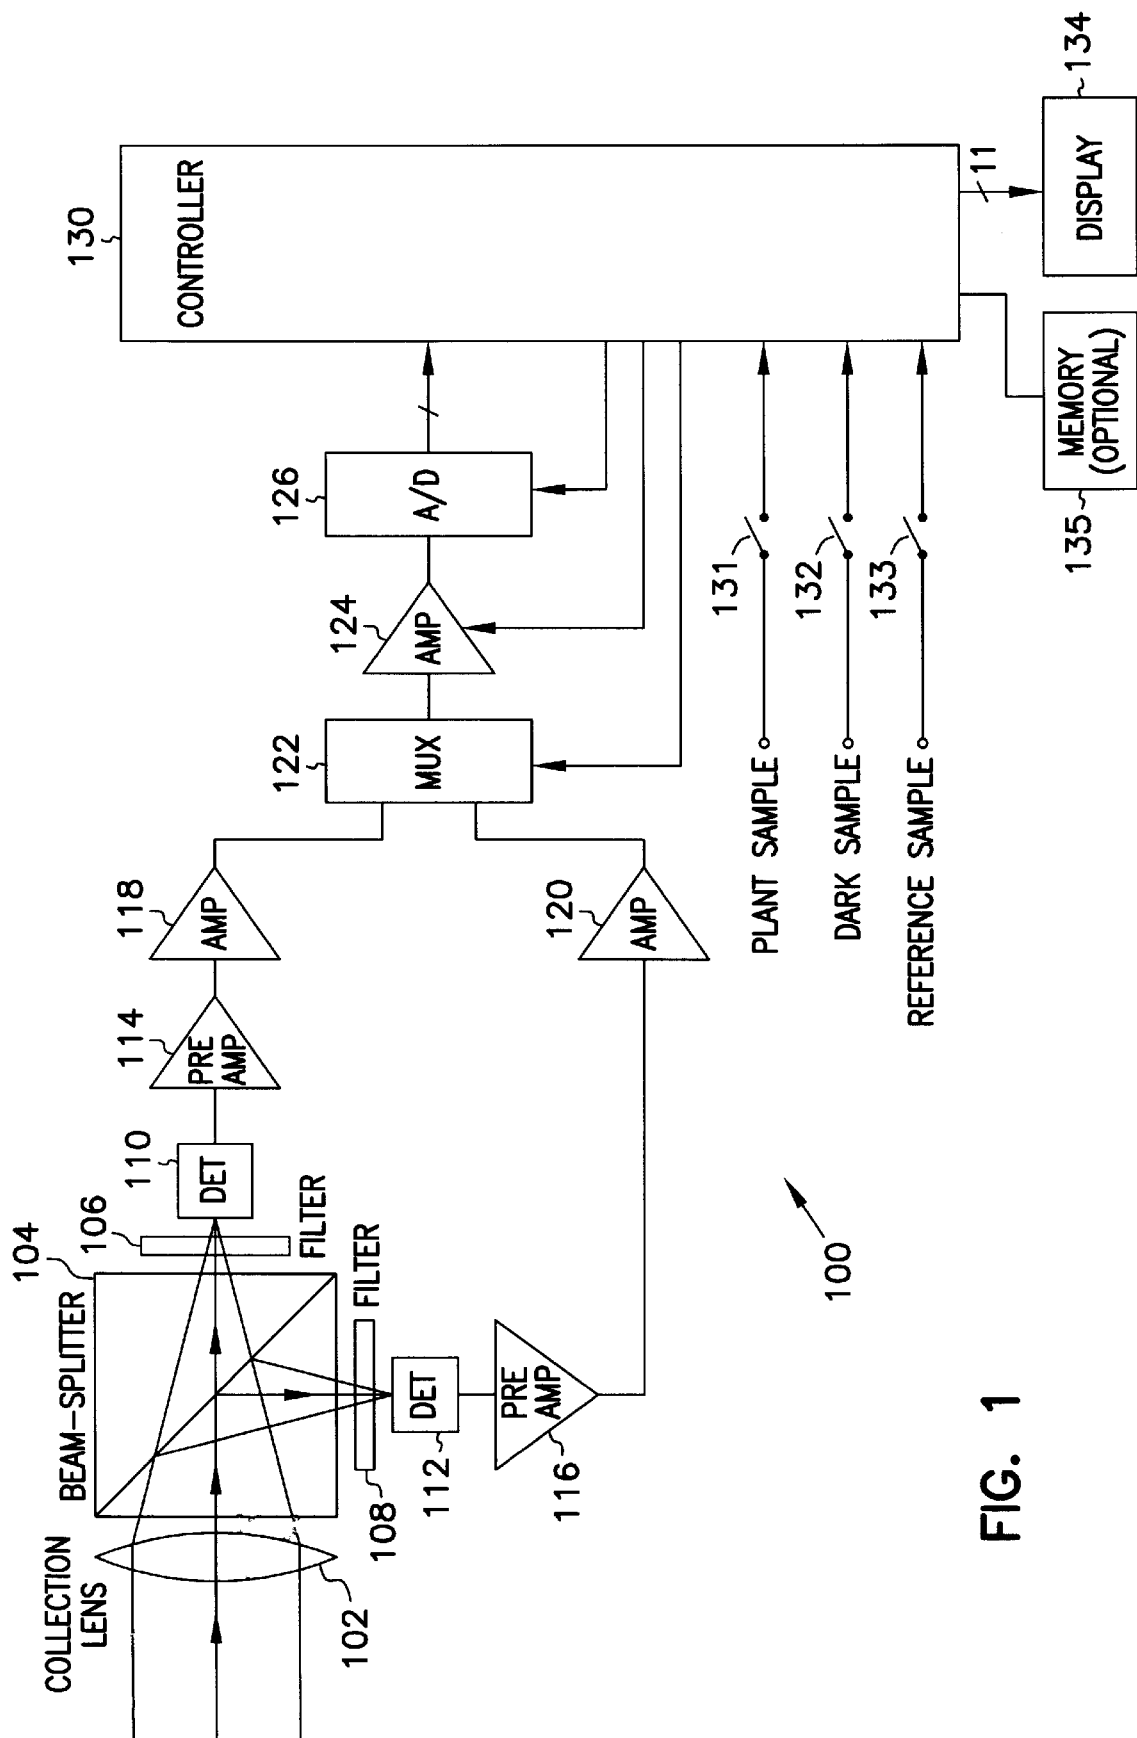 COLLECTION
LENS
102
BEAM-SPLITTER
104
106
FILTER
108
FILTER
110
DET
112
DET
114
PRE
AMP
116
PRE
AMP
118
AMP
120
AMP
122
MUX
124
AMP
126
A/D
130
CONTROLLER
PLANT SAMPLE
131
DARK SAMPLE
132
REFERENCE SAMPLE
133
135
MEMORY
(OPTIONAL)
11
134
DISPLAY
100
FIG. 1